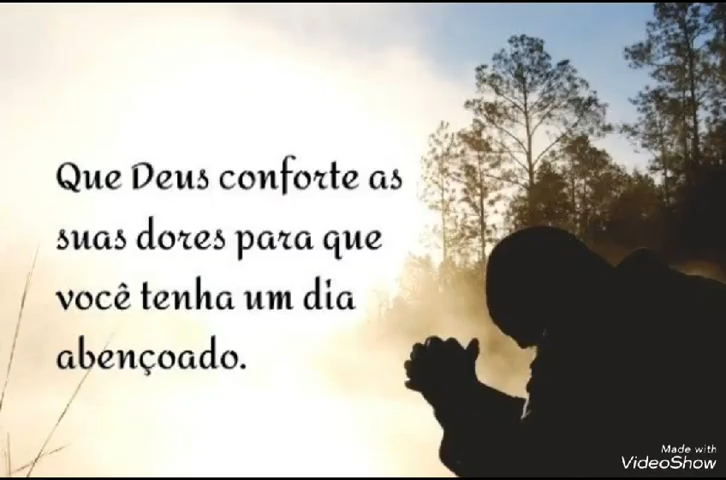 Que Deus conforte as
suas dores para que
você tenha um dia
abençoado.
Made with
VideoShow